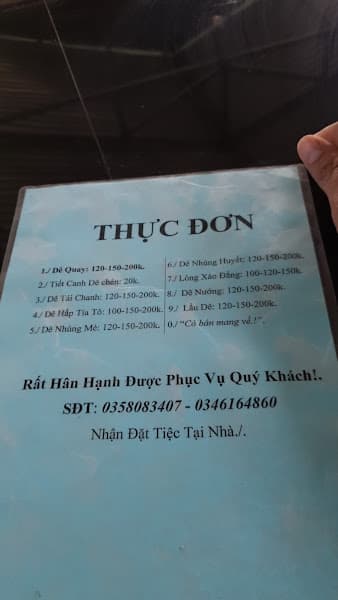 THỰC ĐƠN
1./ Dê Quay: 120-150-200k.
2./ Tiết Canh Dê chén: 20k.
3./ Dê Tái Chanh: 120-150-200k.
4./ Dê Hấp Tịa Tô: 100-150-200k.
5./ Dê Nhúng Mẻ: 120-150-200k.
6./ Dê Nhúng Huyết: 120-150-200k.
7./ Lòng Xào Đắng: 100-120-150k.
8./ Dê Nướng: 120-150-200k.
9./ Lẩu Dê: 120-150-200k.
0./ “Có bán mang về!”.
Rất Hân Hạnh Được Phục Vụ Quý Khách!.
SĐT: 0358083407 - 0346164860
Nhận Đặt Tiệc Tại Nhà./.